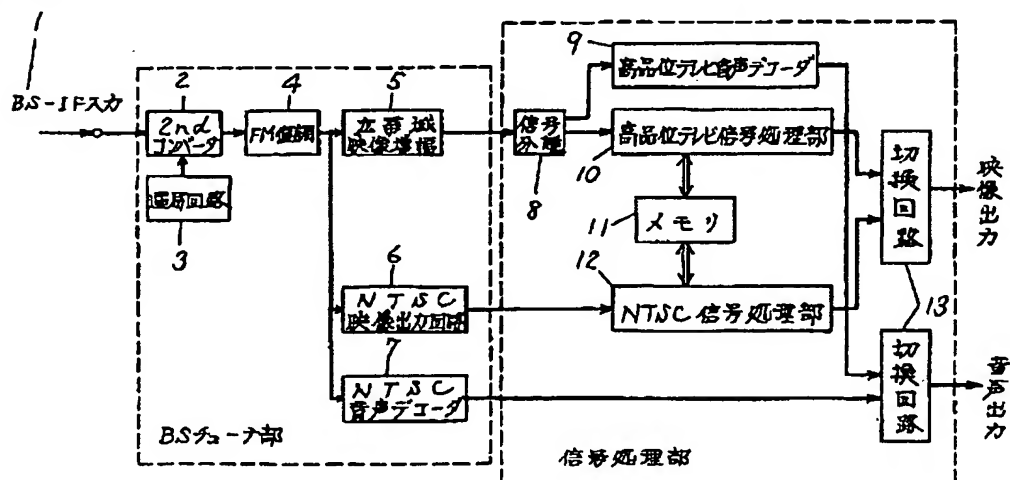 1
BS-IF入力
2
2nd
コンバータ
選局回路
3
4
FM復調
5
広帯域
映像増幅
6
NTSC
映像出力回路
7
NTSC
音声デコーダ
BSチューナ部
信号
分離
8
9
高品位テレビ音声デコーダ
10
高品位テレビ信号処理部
11
メモリ
12
NTSC信号処理部
切換回路
13
切換回路
映像出力
音声出力
信号処理部